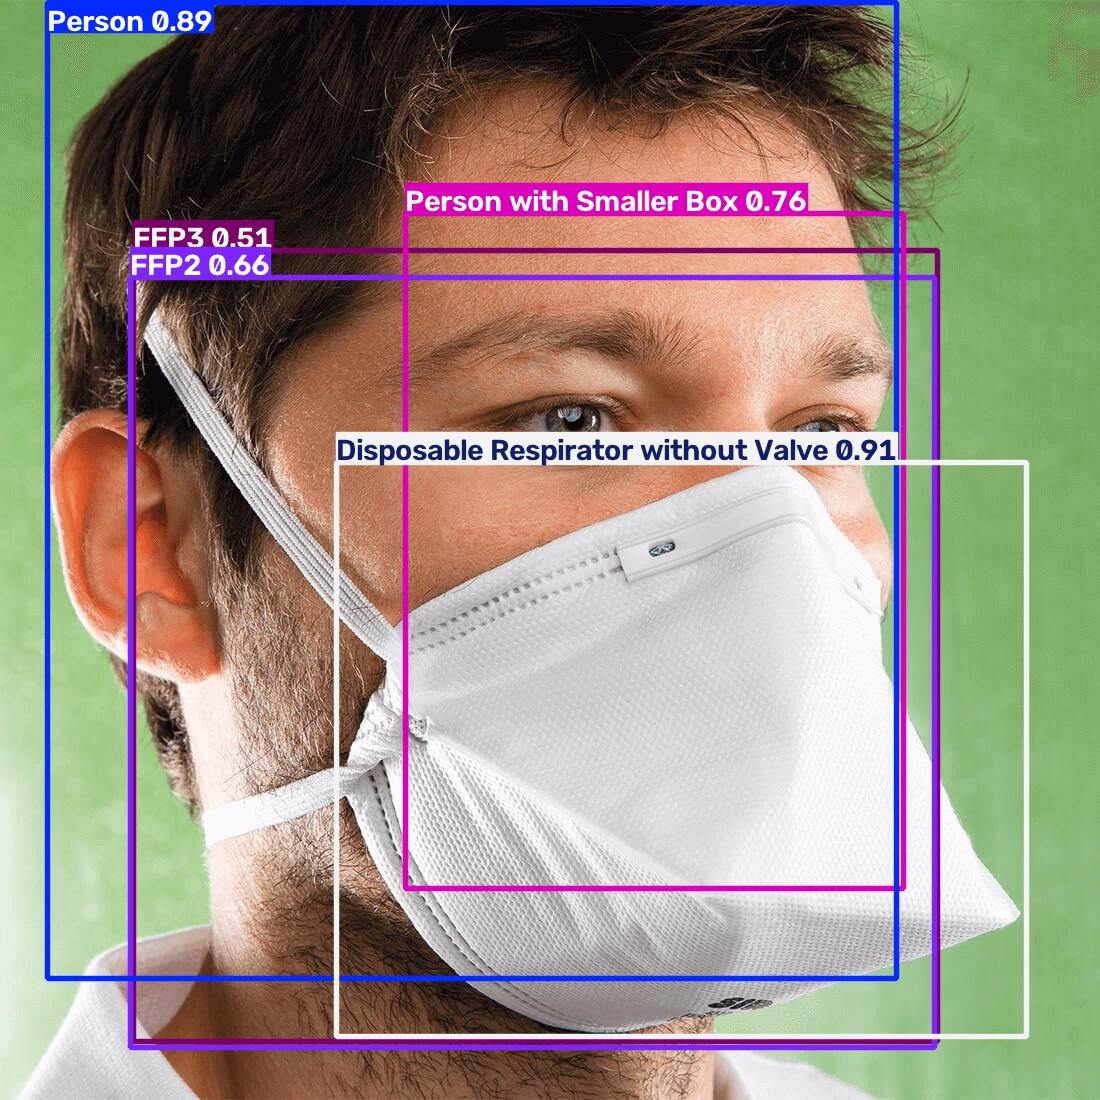 Person 0.89
Person with Smaller Box 0.76
FFP3 0.51
FFP2 0.66
Disposable Respirator without Valve 0.91